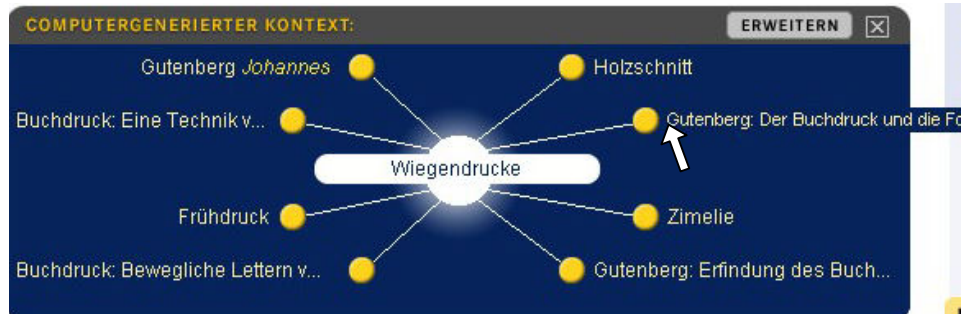 COMPUTERGENERIERTER KONTEXT:
ERWEITERN
Gutenberg Johannes
Holzschnitt
Buchdruck: Eine Technik v...
Gutenberg: Der Buchdruck und die Fo
Wiegendrucke
Frühdruck
Zimelie
Buchdruck: Bewegliche Lettern v...
Gutenberg: Erfindung des Buch...